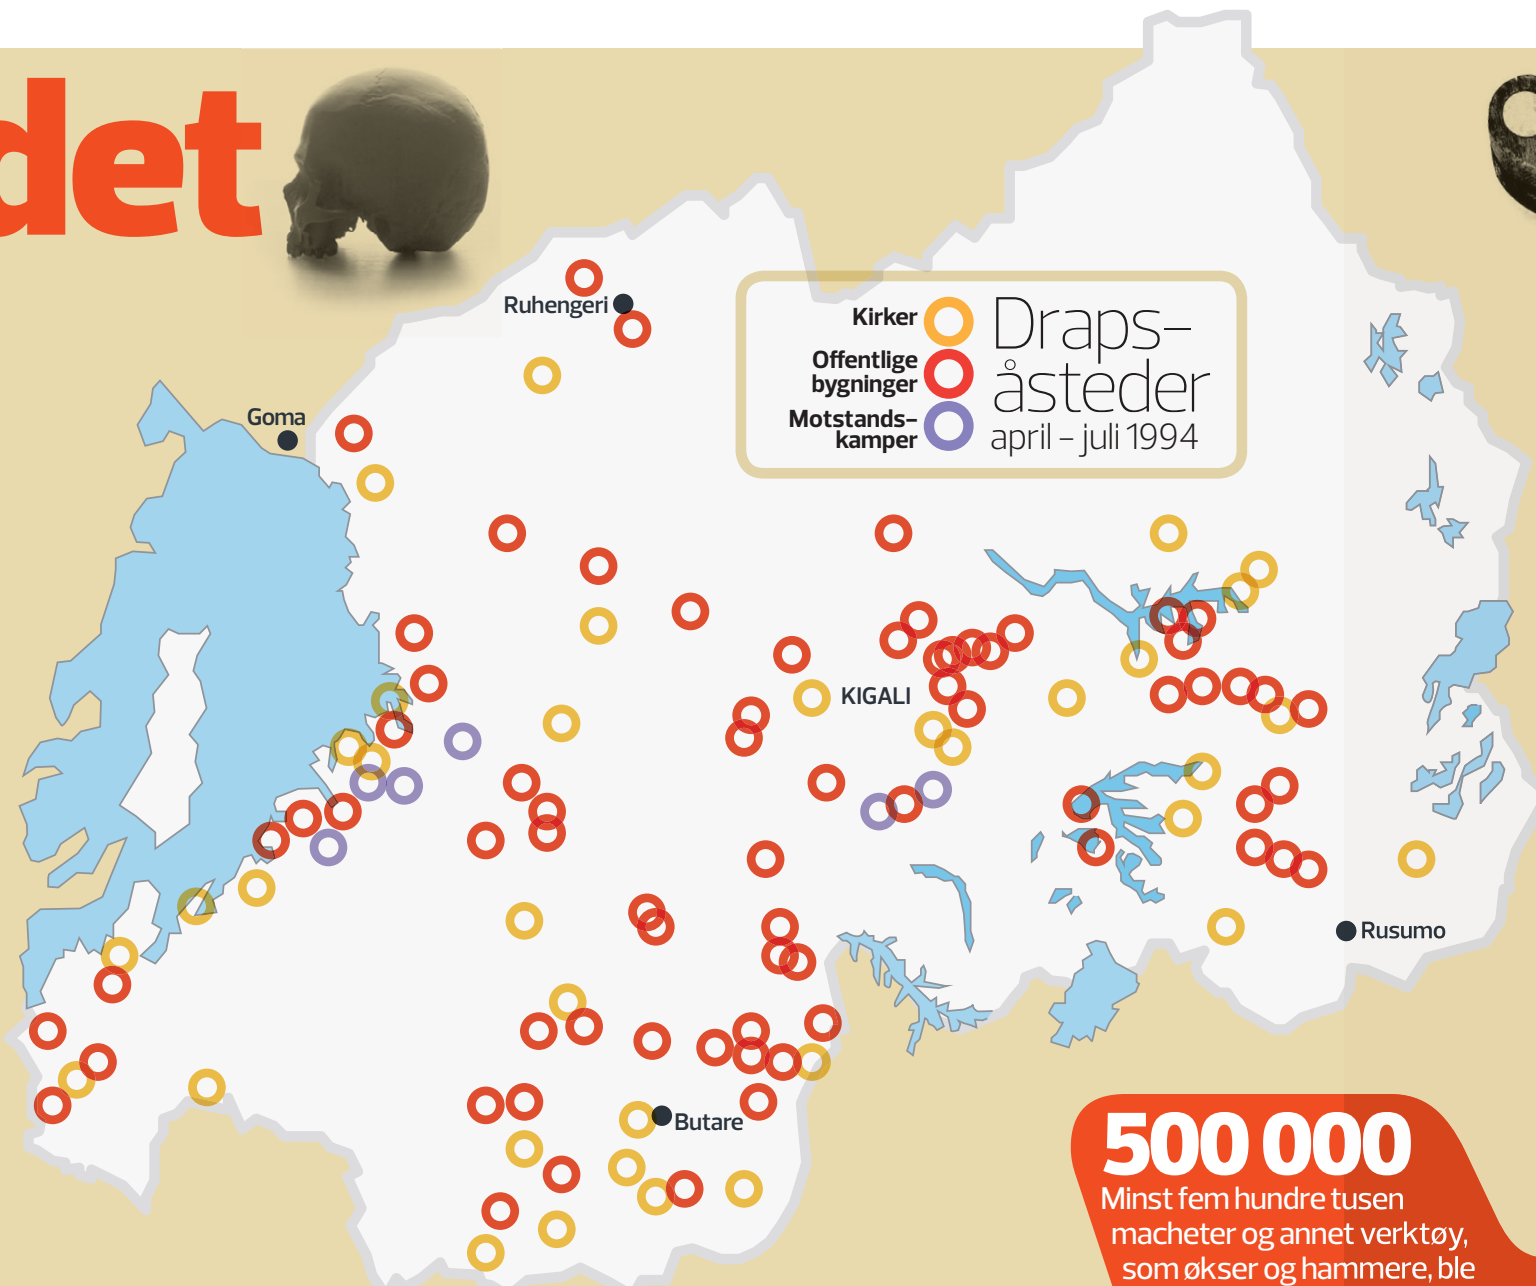 det
Ruhengeri
Goma
Kirker
Offentlige
bygninger
Motstands–
kamper
Draps–
åsteder
april – juli 1994
KIGALI
Rusumo
Butare
500 000
Minst fem hundre tusen
macheter og annet verktøy,
som økser og hammere, ble